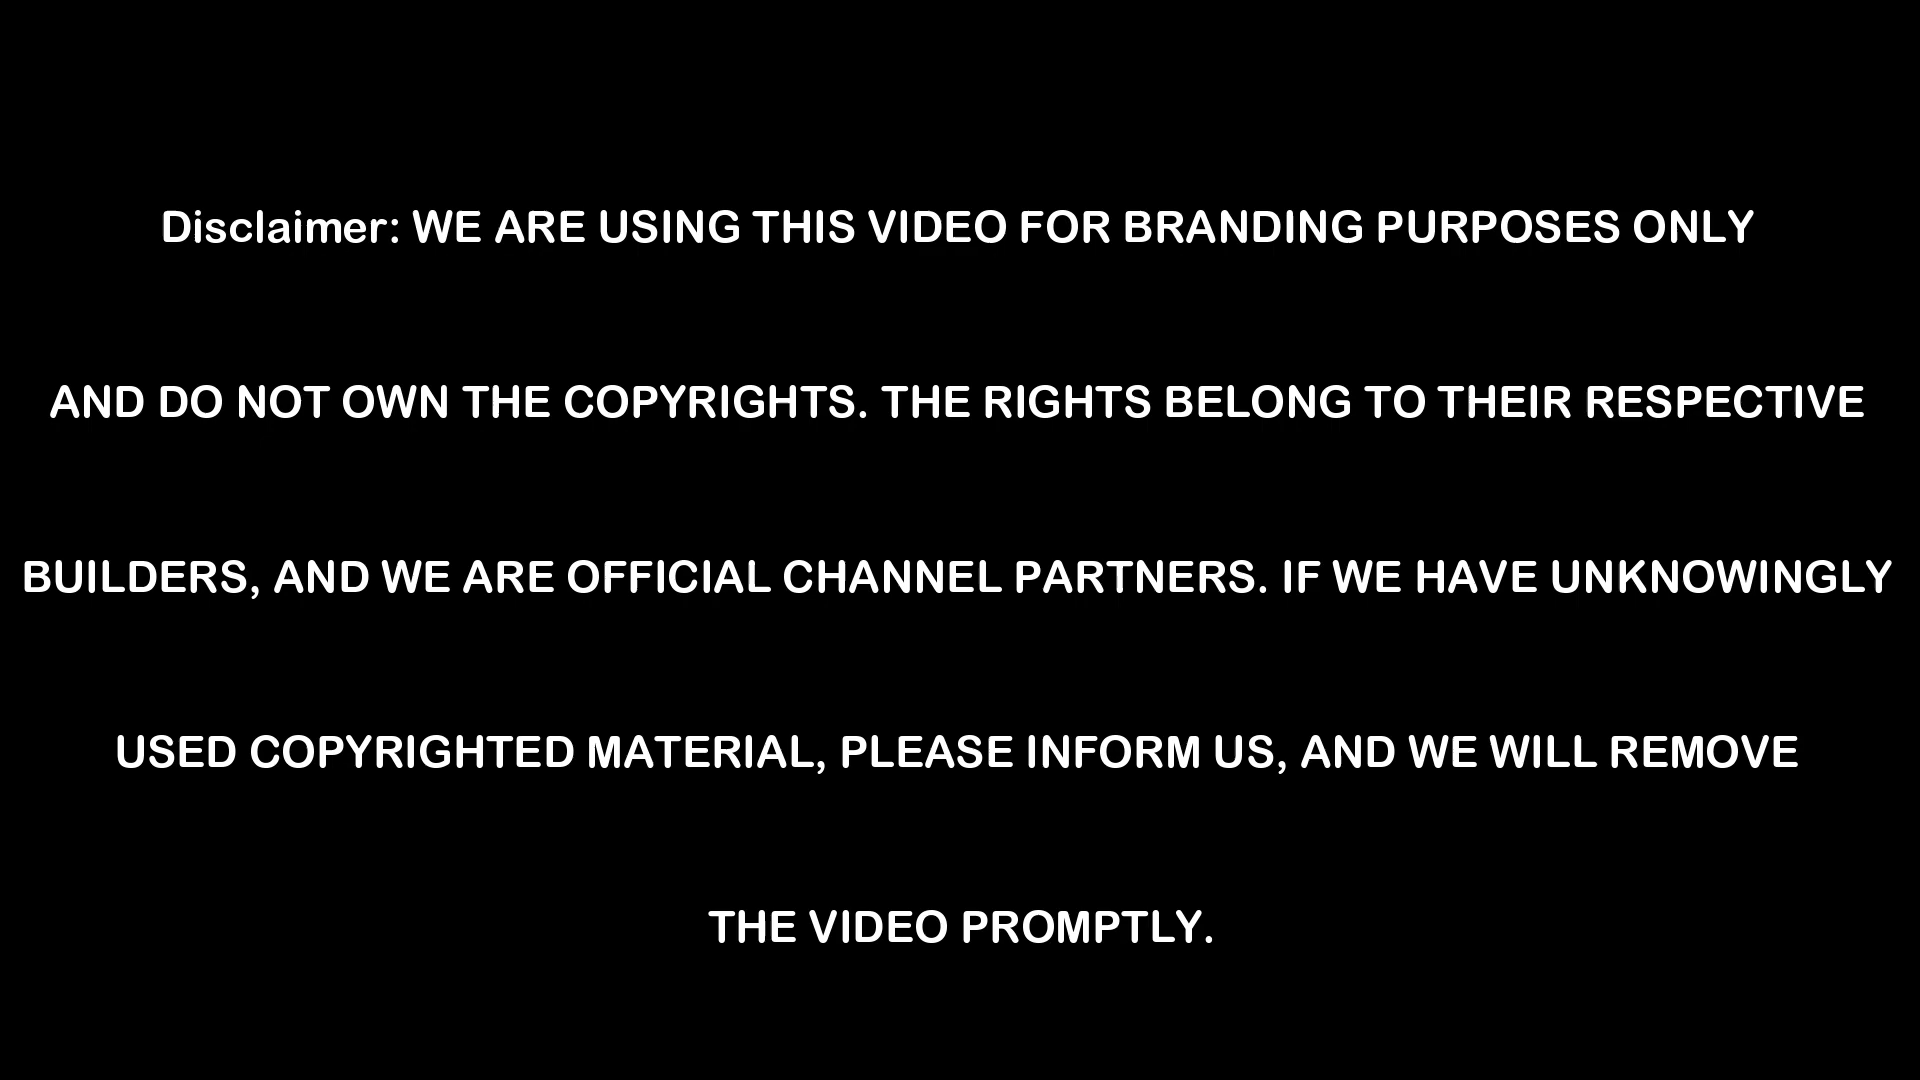 Disclaimer: WE ARE USING THIS VIDEO FOR BRANDING PURPOSES ONLY
AND DO NOT OWN THE COPYRIGHTS. THE RIGHTS BELONG TO THEIR RESPECTIVE
BUILDERS, AND WE ARE OFFICIAL CHANNEL PARTNERS. IF WE HAVE UNKNOWINGLY
USED COPYRIGHTED MATERIAL, PLEASE INFORM US, AND WE WILL REMOVE
THE VIDEO PROMPTLY.